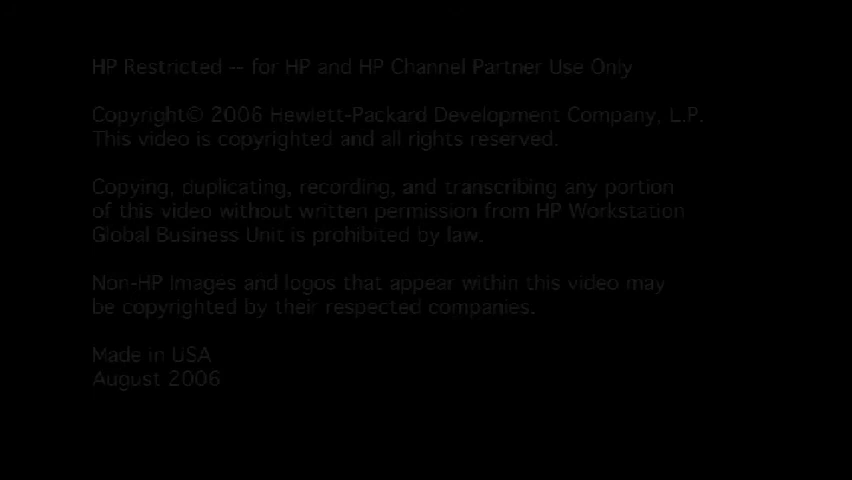 HP Restricted -- for HP and HP Channel Partner Use Only
Copyright© 2006 Hewlett-Packard Development Company, L.P.
This video is copyrighted and all rights reserved.
Copying, duplicating, recording, and transcribing any portion
of this video without written permission from HP Workstation
Global Business Unit is prohibited by law.
Non-HP Images and logos that appear within this video may
be copyrighted by their respected companies.
Made in USA
August 2006